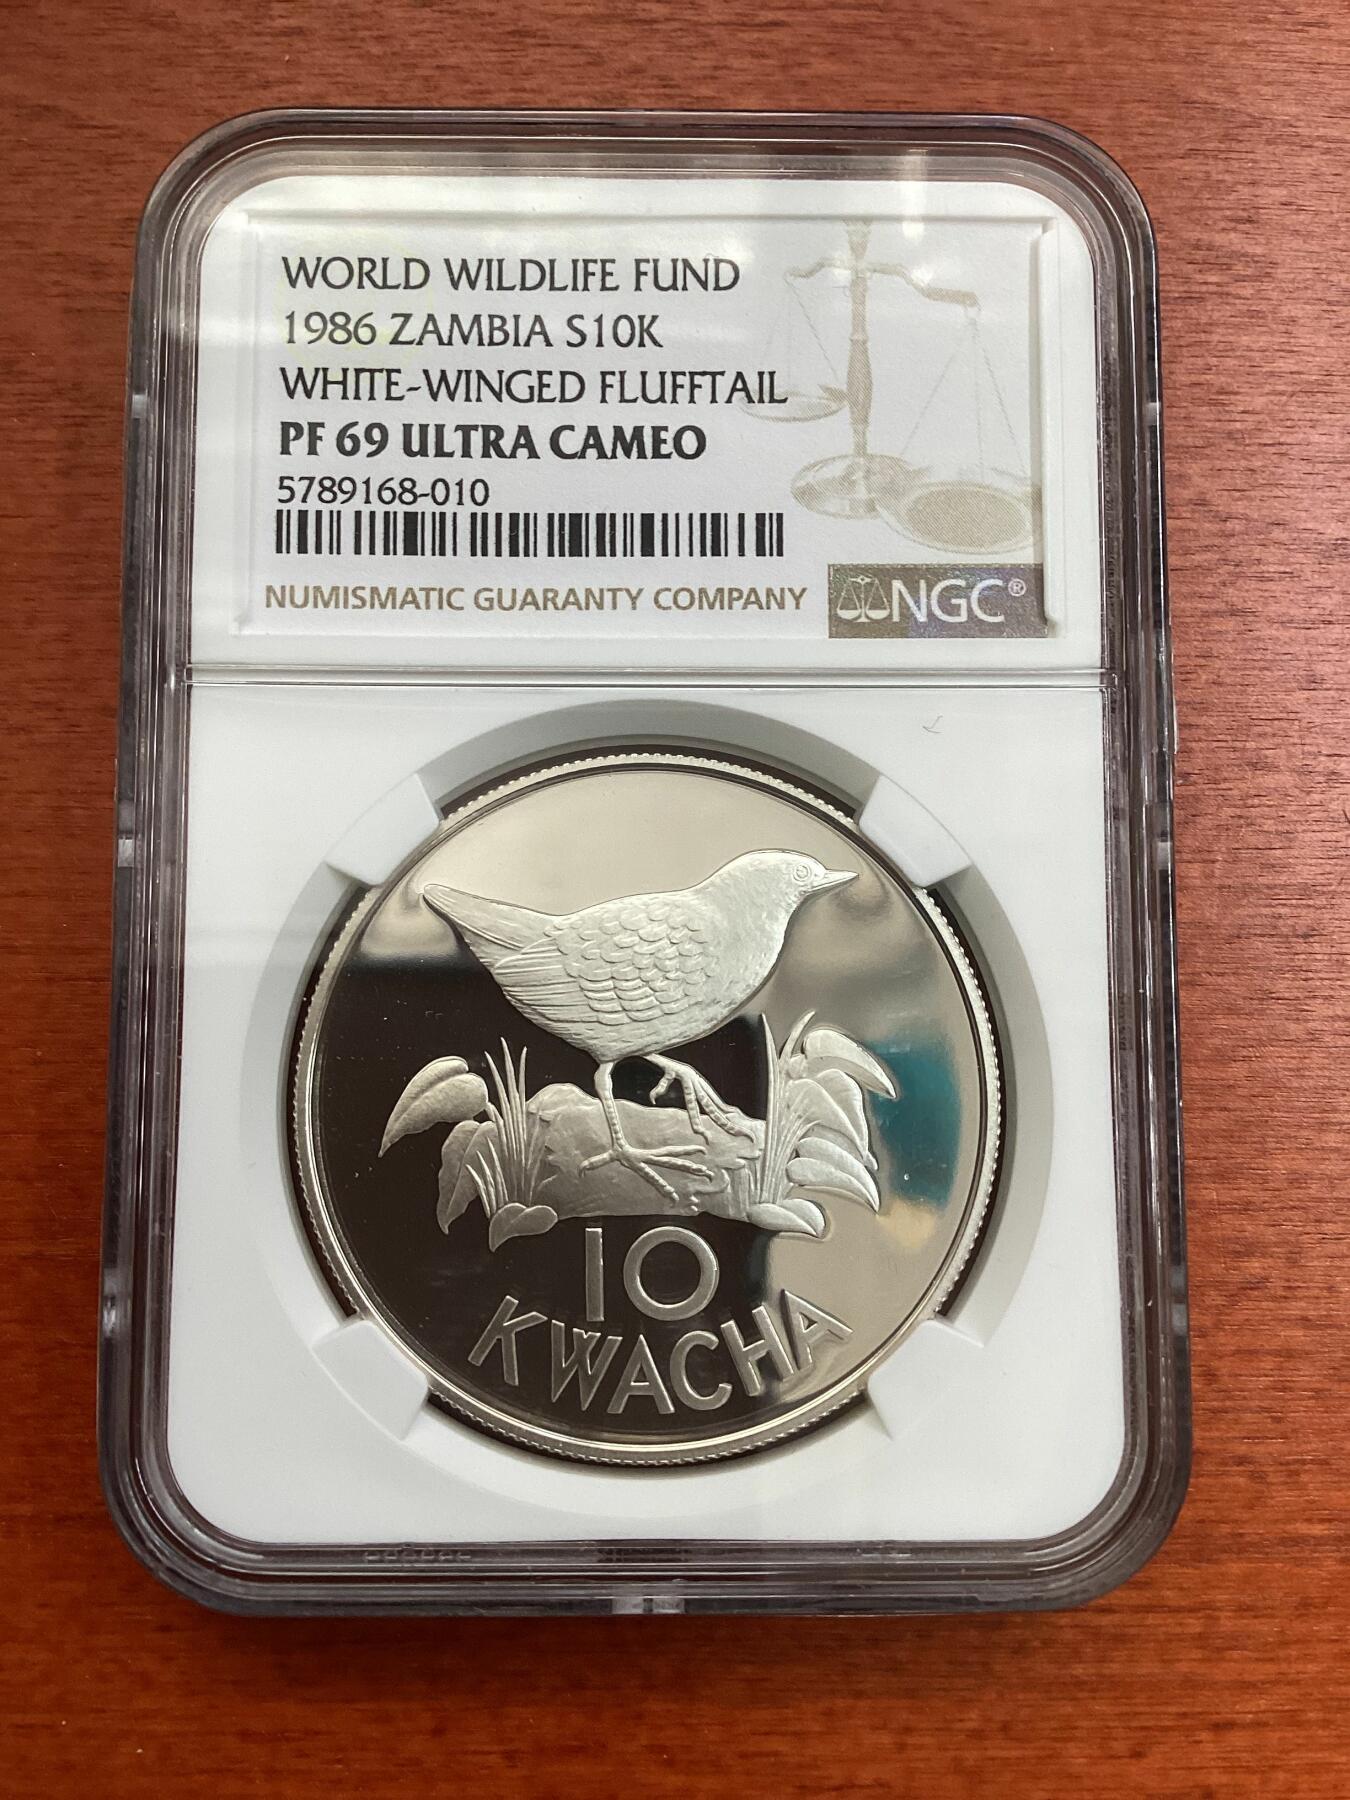 WORLD WILDLIFE FUND
1986 ZAMBIA S10K
WHITE-WINGED FLUFFTAIL
PF 69 ULTRA CAMEO
5789168-010
NUMISMATIC GUARANTY COMPANY
NGC®
10
KWACHA